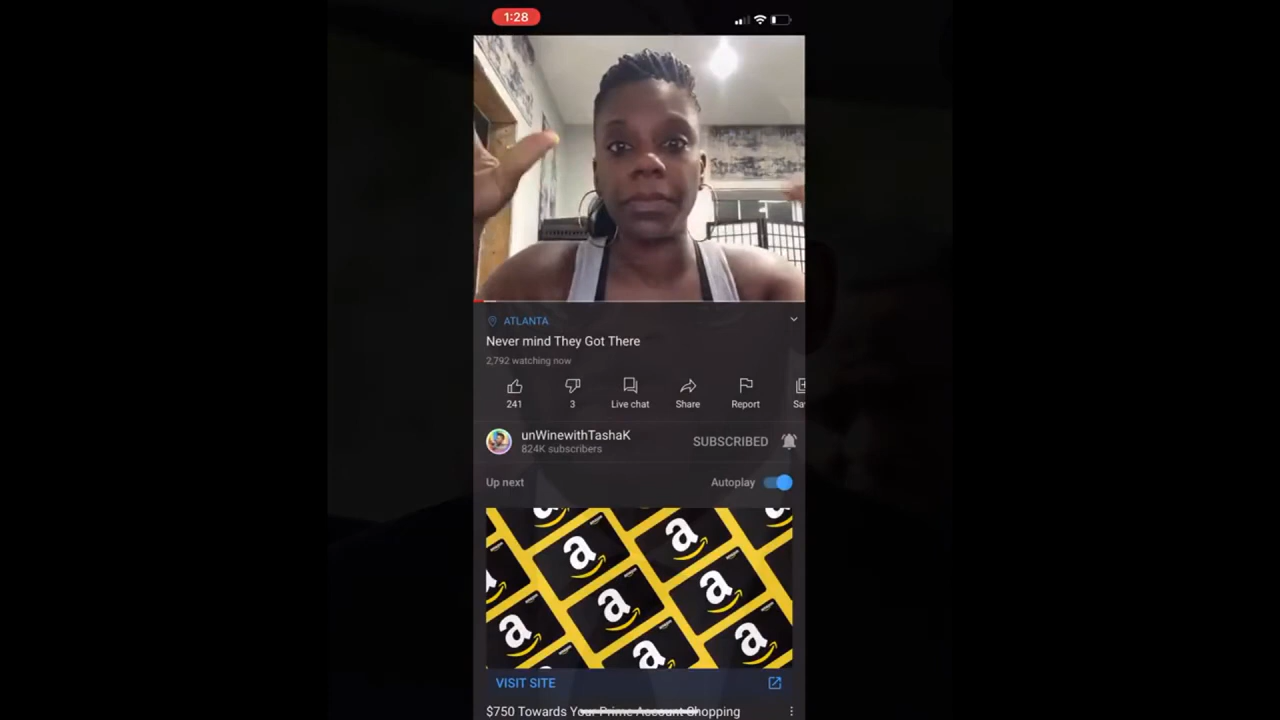 1:28
ATLANTA
Never mind They Got There
2,792 watching now
241
3
Live chat
Share
Report
Sa
unWinewithTashaK
824K subscribers
SUBSCRIBED
Up next
Autoplay
a
a
a
a
a
a
VISIT SITE
$750 Towards Your Prime Account Shopping